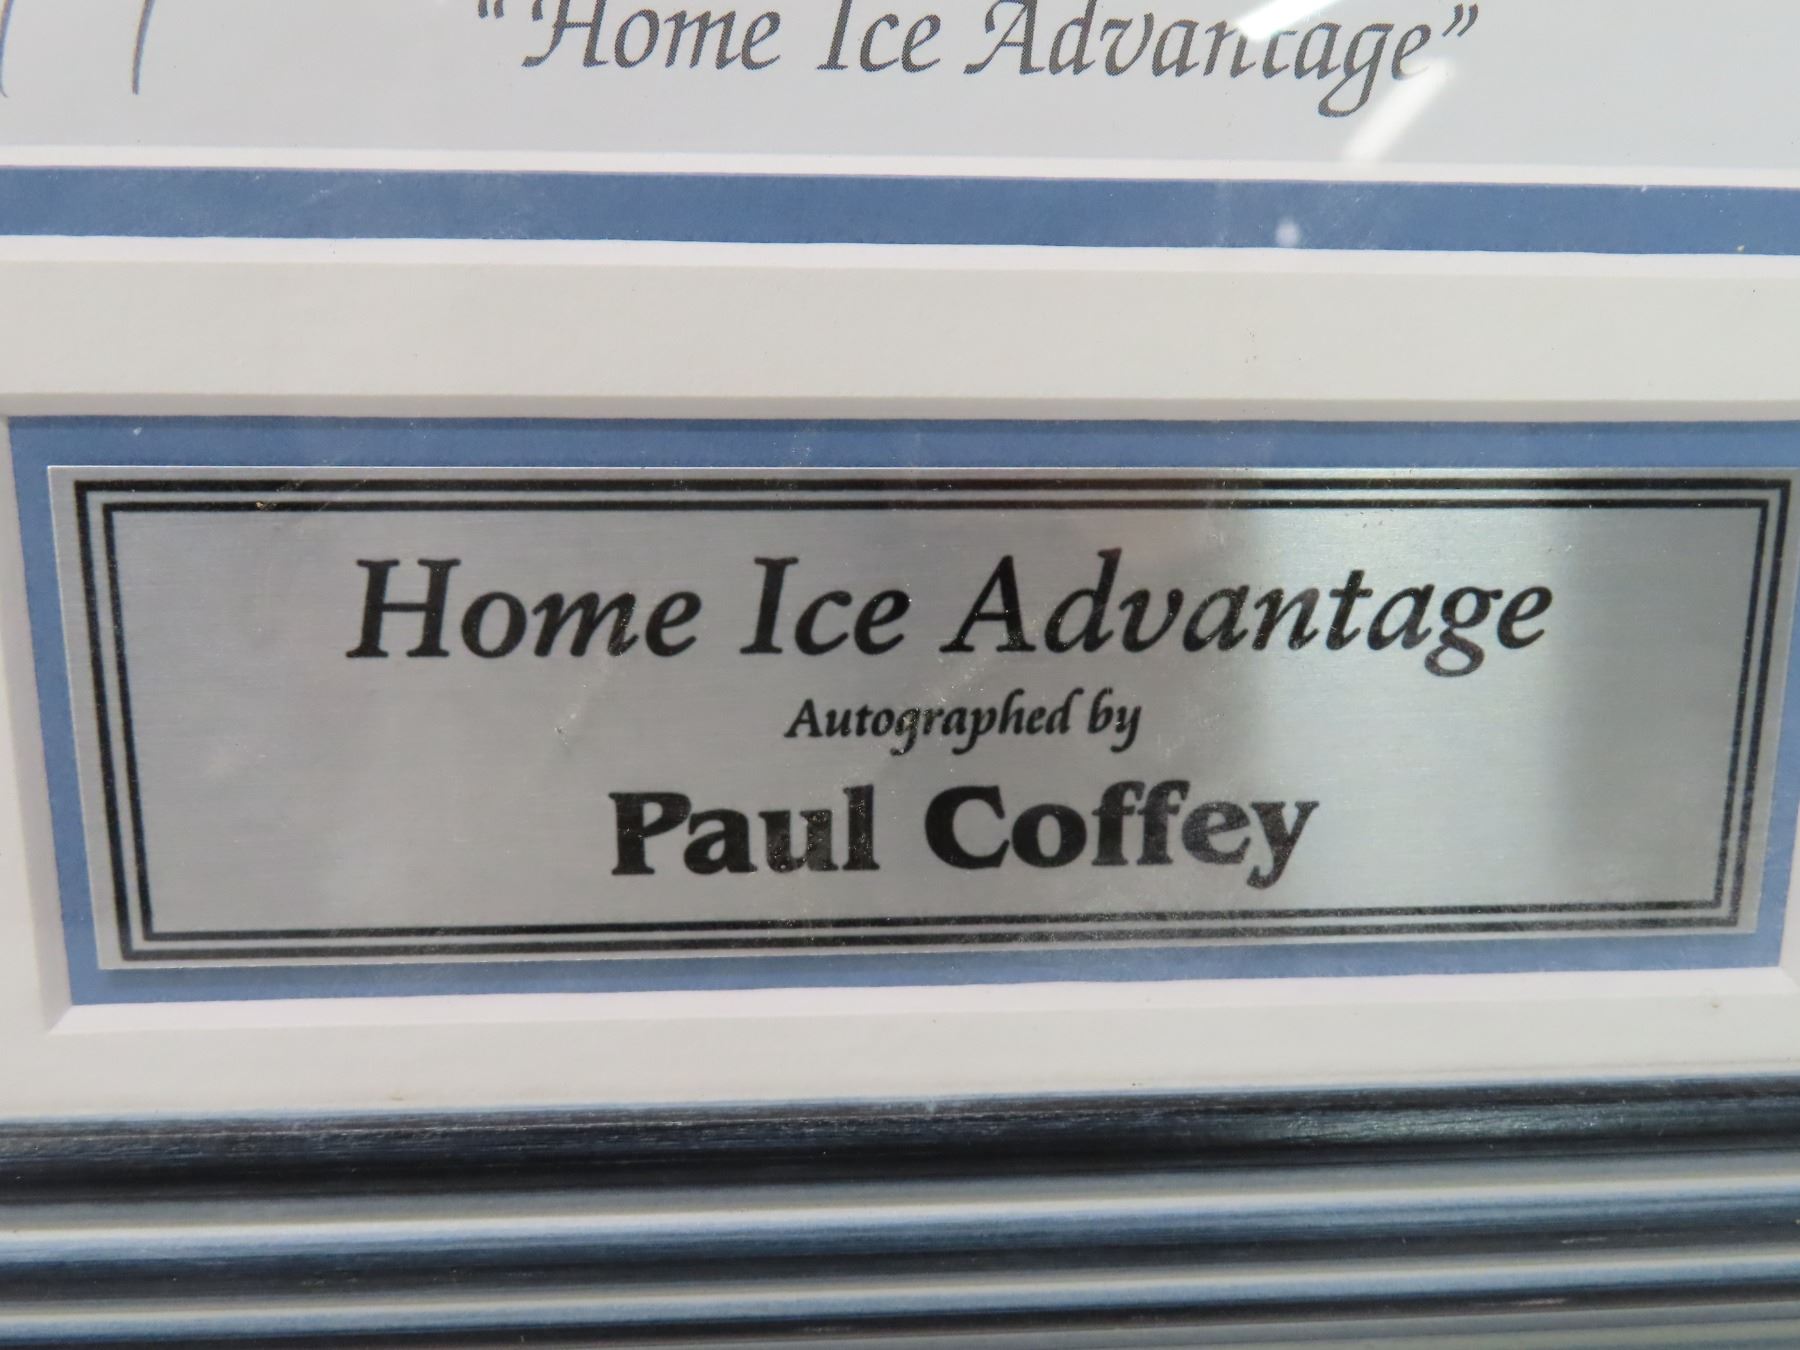 "Home Ice Advantage"
Home Ice Advantage
Autographed by
Paul Coffey